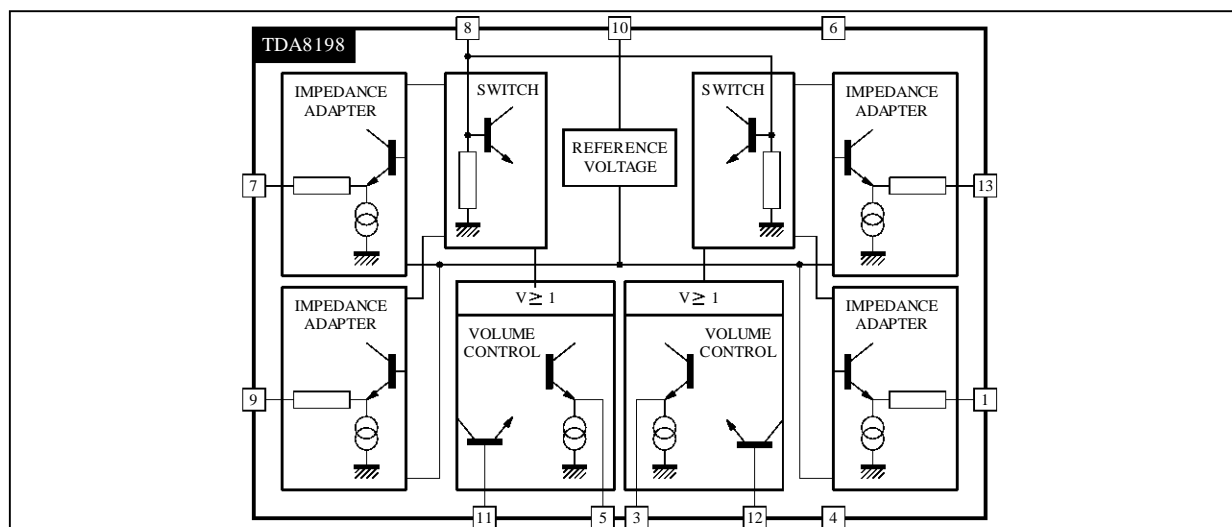 8
10
6
TDA8198
IMPEDANCE
ADAPTER
SWITCH
SWITCH
IMPEDANCE
ADAPTER
REFERENCE
VOLTAGE
7
13
IMPEDANCE
ADAPTER
V ≥ 1
VOLUME
CONTROL
V ≥ 1
VOLUME
CONTROL
IMPEDANCE
ADAPTER
9
1
11
5
3
12
4